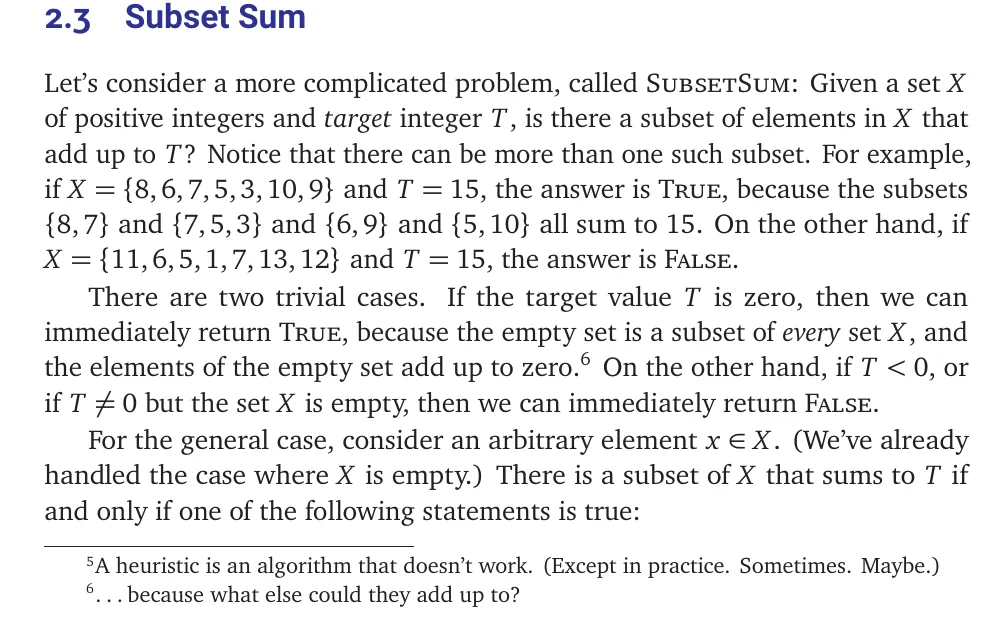 2.3 Subset Sum
Let’s consider a more complicated problem, called SUBSETSUM: Given a set X
of positive integers and target integer T, is there a subset of elements in X that
add up to T? Notice that there can be more than one such subset. For example,
if X = {8, 6, 7, 5, 3, 10, 9} and T = 15, the answer is TRUE, because the subsets
{8, 7} and {7, 5, 3} and {6, 9} and {5, 10} all sum to 15. On the other hand, if
X = {11, 6, 5, 1, 7, 13, 12} and T = 15, the answer is FALSE.
There are two trivial cases. If the target value T is zero, then we can
immediately return TRUE, because the empty set is a subset of every set X, and
the elements of the empty set add up to zero.⁶ On the other hand, if T < 0, or
if T ≠ 0 but the set X is empty, then we can immediately return FALSE.
For the general case, consider an arbitrary element x ∈ X. (We’ve already
handled the case where X is empty.) There is a subset of X that sums to T if
and only if one of the following statements is true:
⁵A heuristic is an algorithm that doesn’t work. (Except in practice. Sometimes. Maybe.)
⁶. . . because what else could they add up to?